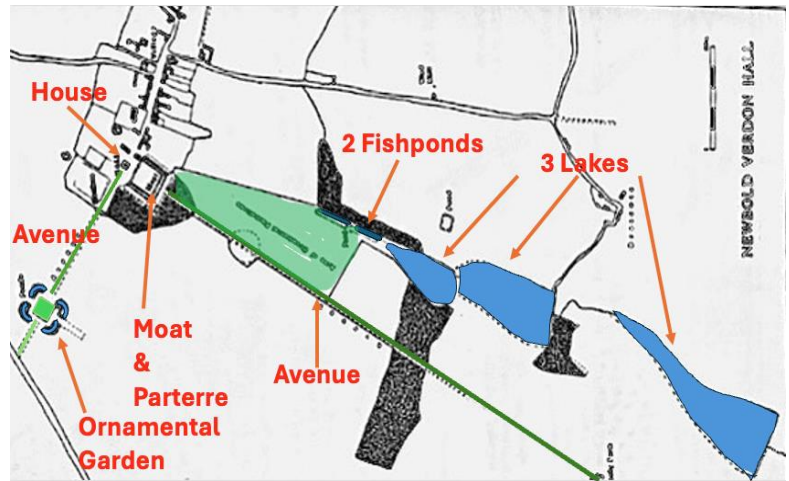 House
2 Fishponds
3 Lakes
Avenue
Moat
&
Parterre
Avenue
Ornamental
Garden
NEWBOLD VERDON HALL